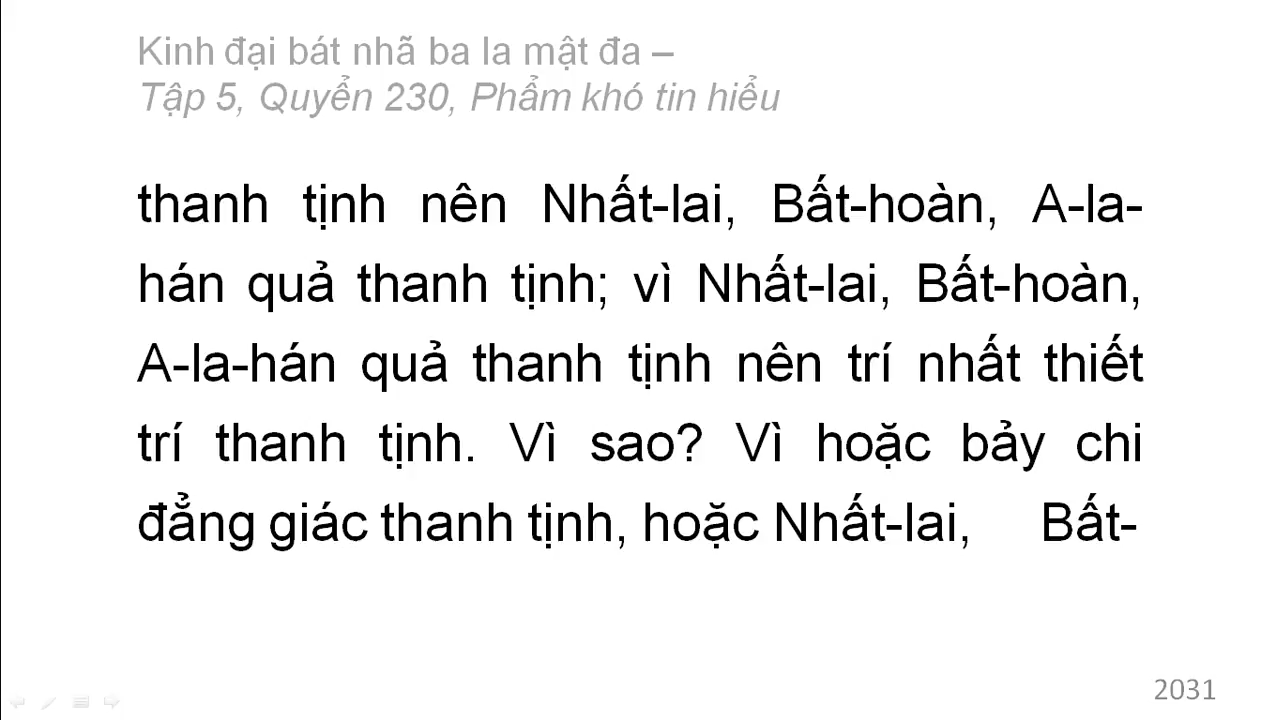 Kinh đại bát nhã ba la mật đa –
Tập 5, Quyển 230, Phẩm khó tin hiểu
thanh tịnh nên Nhất-lai, Bất-hoàn, A-la-
hán quả thanh tịnh; vì Nhất-lai, Bất-hoàn,
A-la-hán quả thanh tịnh nên trí nhất thiết
trí thanh tịnh. Vì sao? Vì hoặc bảy chi
đẳng giác thanh tịnh, hoặc Nhất-lai, Bất-
2031